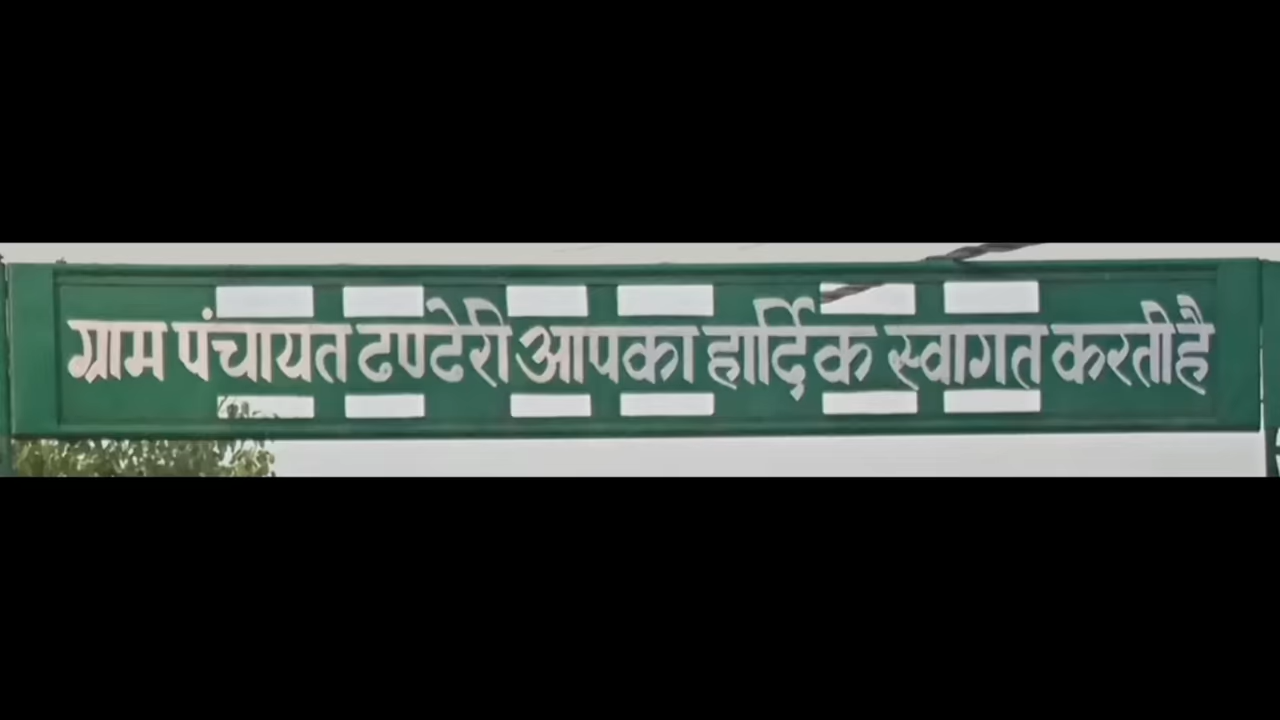 ग्राम पंचायत ढण्टेरी आपका हार्दिक स्वागत करती है